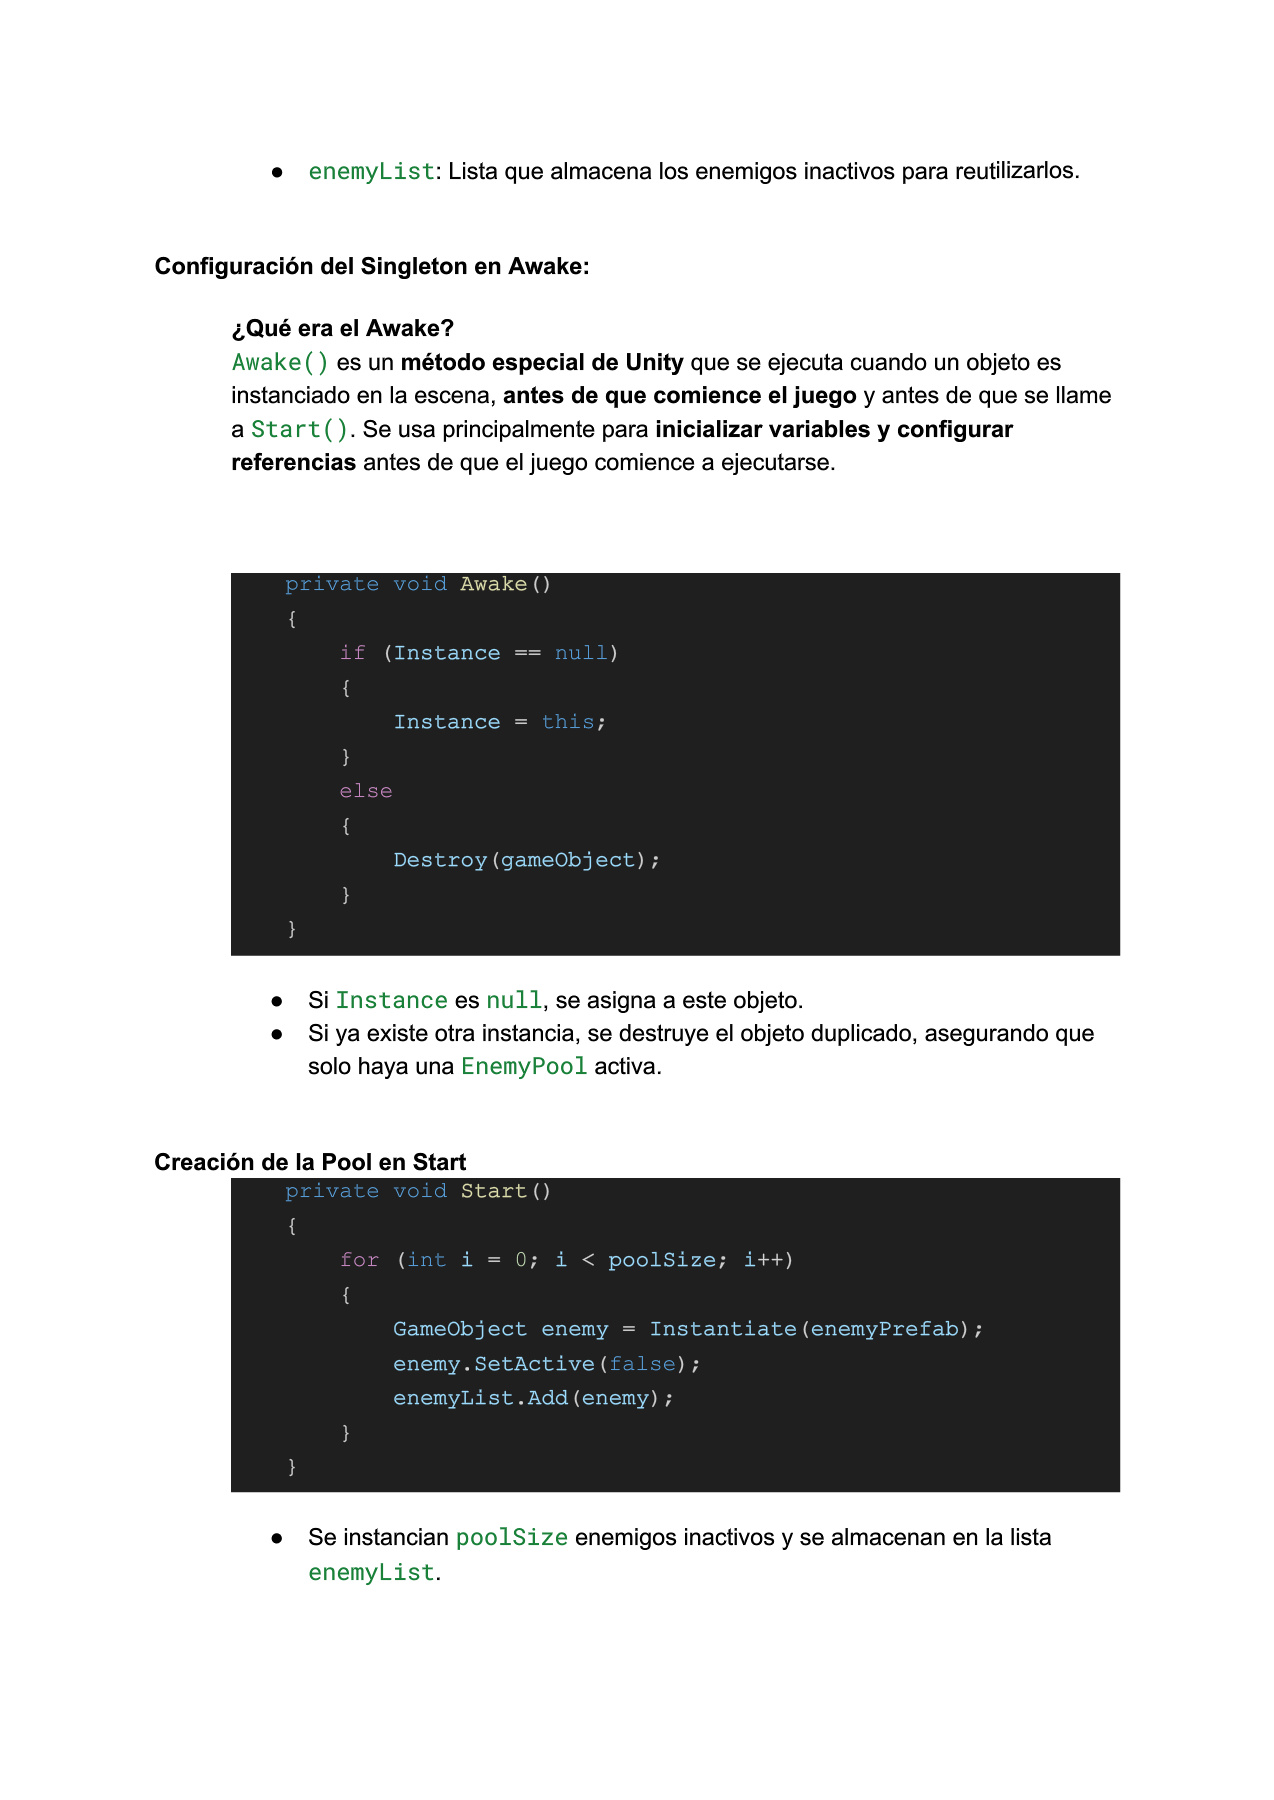 ● enemyList: Lista que almacena los enemigos inactivos para reutilizarlos.
Configuración del Singleton en Awake:
¿Qué era el Awake?
Awake() es un método especial de Unity que se ejecuta cuando un objeto es
instanciado en la escena, antes de que comience el juego y antes de que se llame
a Start(). Se usa principalmente para inicializar variables y configurar
referencias antes de que el juego comience a ejecutarse.
private void Awake()
{
if (Instance == null)
{
Instance = this;
}
else
{
Destroy(gameObject);
}
}
● Si Instance es null, se asigna a este objeto.
● Si ya existe otra instancia, se destruye el objeto duplicado, asegurando que
solo haya una EnemyPool activa.
Creación de la Pool en Start
private void Start()
{
for (int i = 0; i < poolSize; i++)
{
GameObject enemy = Instantiate(enemyPrefab);
enemy.SetActive(false);
enemyList.Add(enemy);
}
}
● Se instancian poolSize enemigos inactivos y se almacenan en la lista
enemyList.